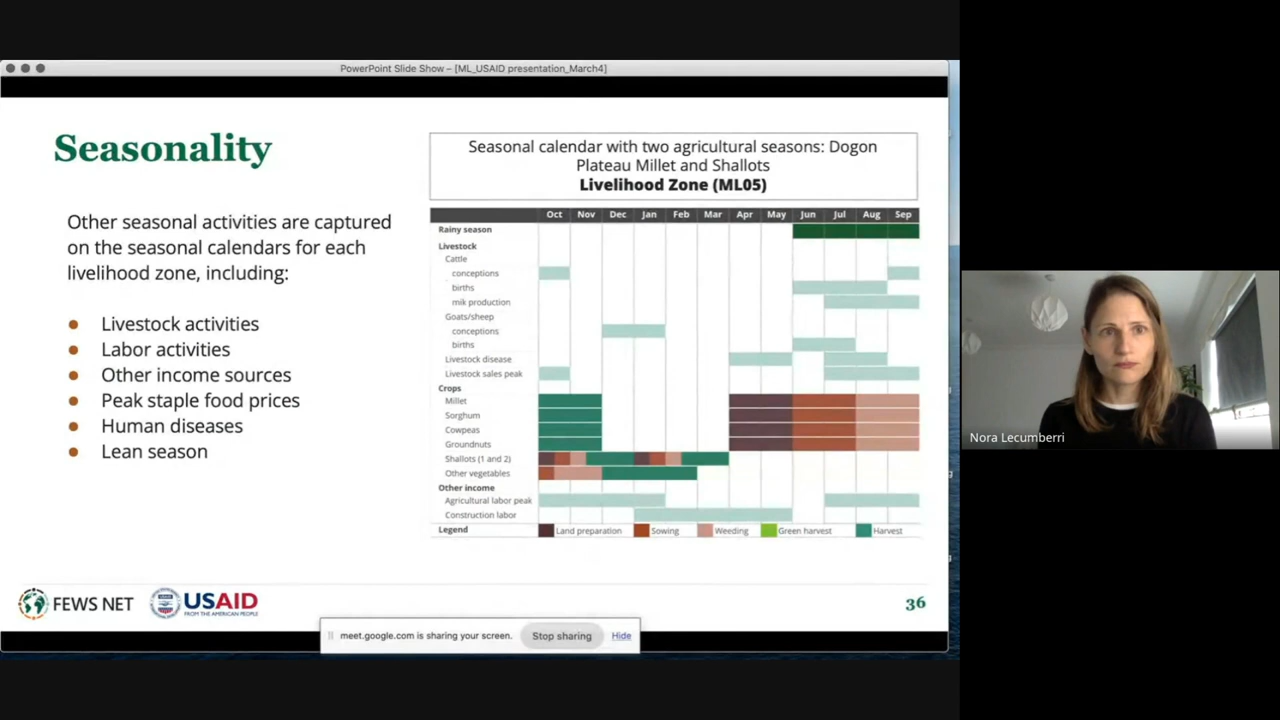 PowerPoint Slide Show – [ML_USAID presentation_March4]
Seasonality
Other seasonal activities are captured
on the seasonal calendars for each
livelihood zone, including:
Livestock activities
Labor activities
Other income sources
Peak staple food prices
Human diseases
Lean season
Seasonal calendar with two agricultural seasons: Dogon
Plateau Millet and Shallots
Livelihood Zone (ML05)
Oct Nov Dec Jan Feb Mar Apr May Jun Jul Aug Sep
Rainy season
Livestock
Cattle
conceptions
births
mik production
Goats/sheep
conceptions
births
Livestock disease
Livestock sales peak
Crops
Millet
Sorghum
Cowpeas
Groundnuts
Shallots (1 and 2)
Other vegetables
Other income
Agricultural labor peak
Construction labor
Legend Land preparation Sowing Weeding Green harvest Harvest
FEWS NET
USAID
FROM THE AMERICAN PEOPLE
36
meet.google.com is sharing your screen. Stop sharing Hide
Nora Lecumberri